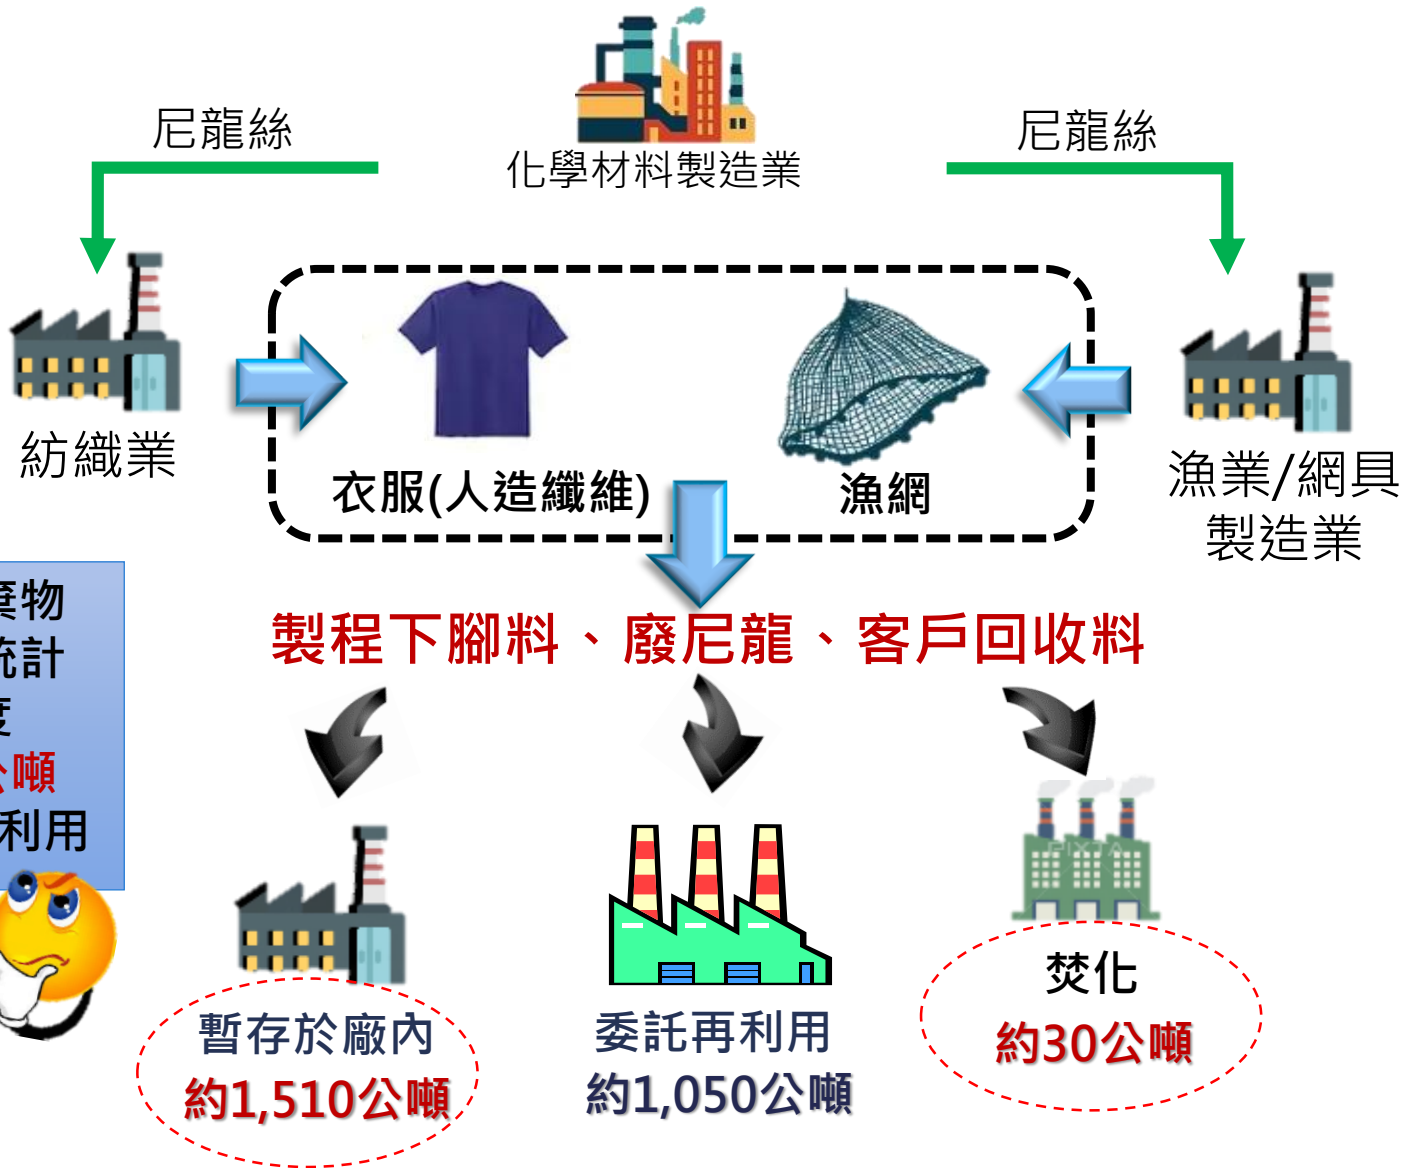 尼龍絲
尼龍絲
化學材料製造業
紡織業
衣服(人造纖維)
漁網
漁業/網具
製造業
棄物
統計
度
公噸
利用
製程下腳料、廢尼龍、客戶回收料
PIXTA
焚化
約30公噸
暫存於廠內
約1,510公噸
委託再利用
約1,050公噸